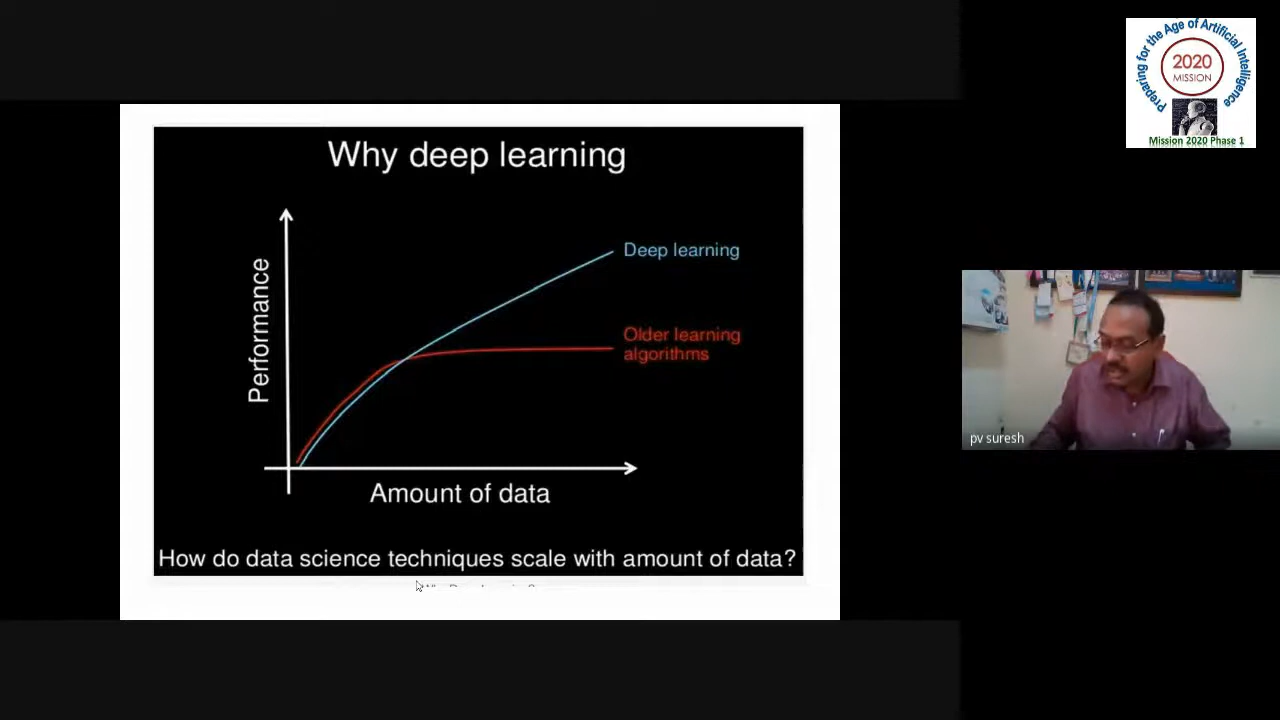 Why deep learning
Performance
Deep learning
Older learning
algorithms
Amount of data
How do data science techniques scale with amount of data?
Preparing for the Age of Artificial Intelligence
2020
MISSION
Mission 2020 Phase 1
pv suresh